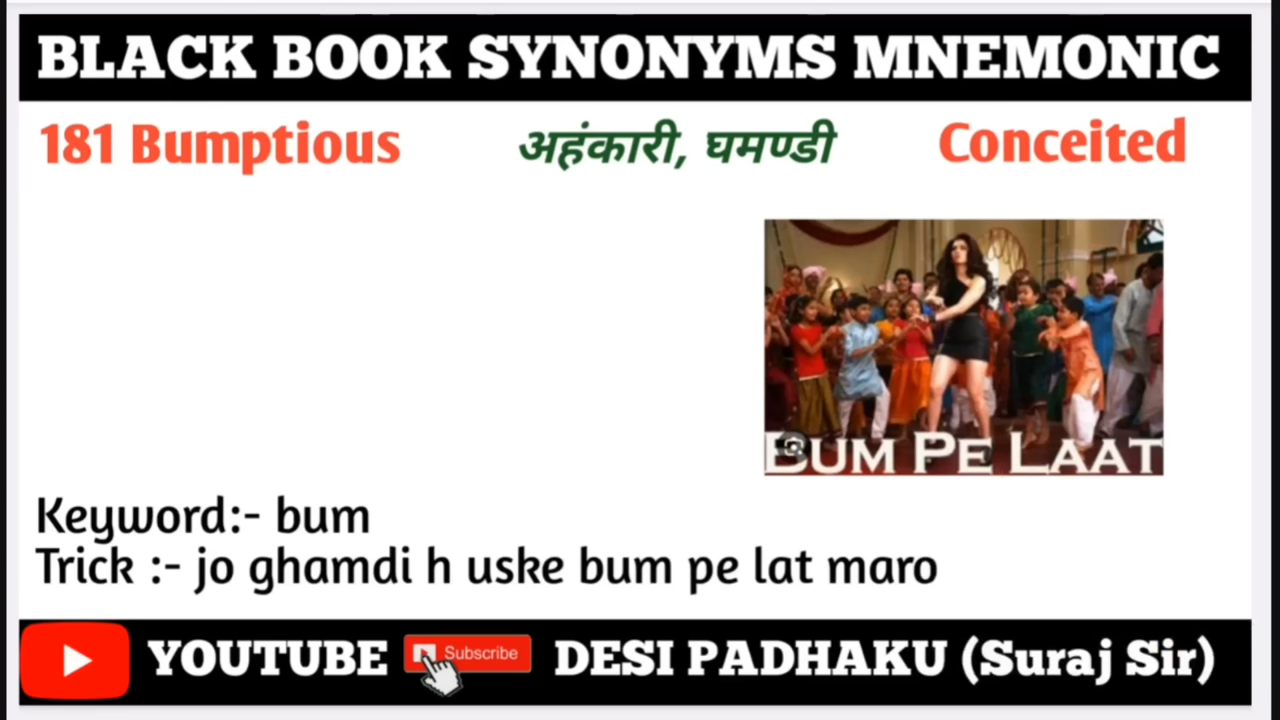 BLACK BOOK SYNONYMS MNEMONIC
181 Bumptious अहंकारी, घमण्डी Conceited
BUM PE LAAT
Keyword:- bum
Trick :- jo ghamdi h uske bum pe lat maro
YOUTUBE Subscribe DESI PADHAKU (Suraj Sir)